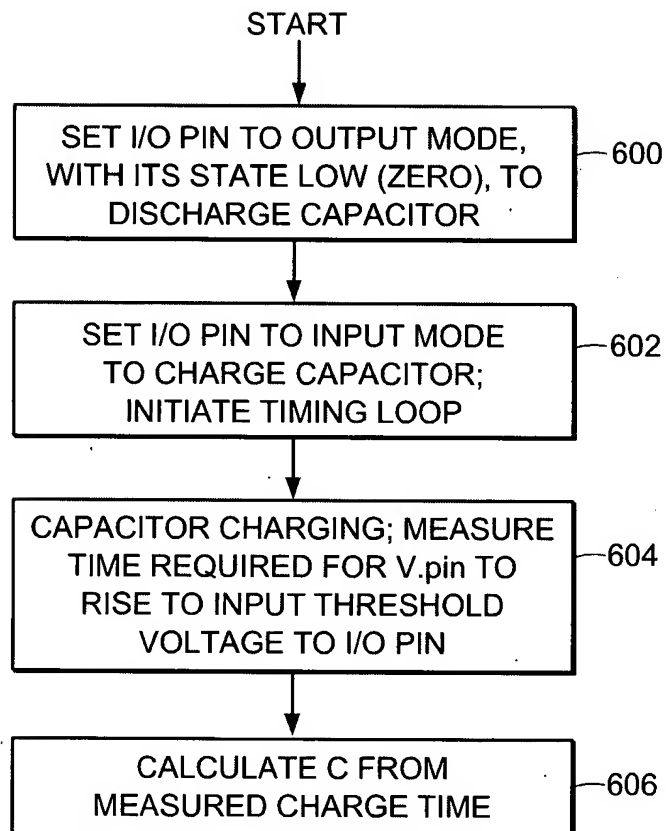 START
SET I/O PIN TO OUTPUT MODE,
WITH ITS STATE LOW (ZERO), TO
DISCHARGE CAPACITOR
600
SET I/O PIN TO INPUT MODE
TO CHARGE CAPACITOR;
INITIATE TIMING LOOP
602
CAPACITOR CHARGING; MEASURE
TIME REQUIRED FOR V.pin TO
RISE TO INPUT THRESHOLD
VOLTAGE TO I/O PIN
604
CALCULATE C FROM
MEASURED CHARGE TIME
606